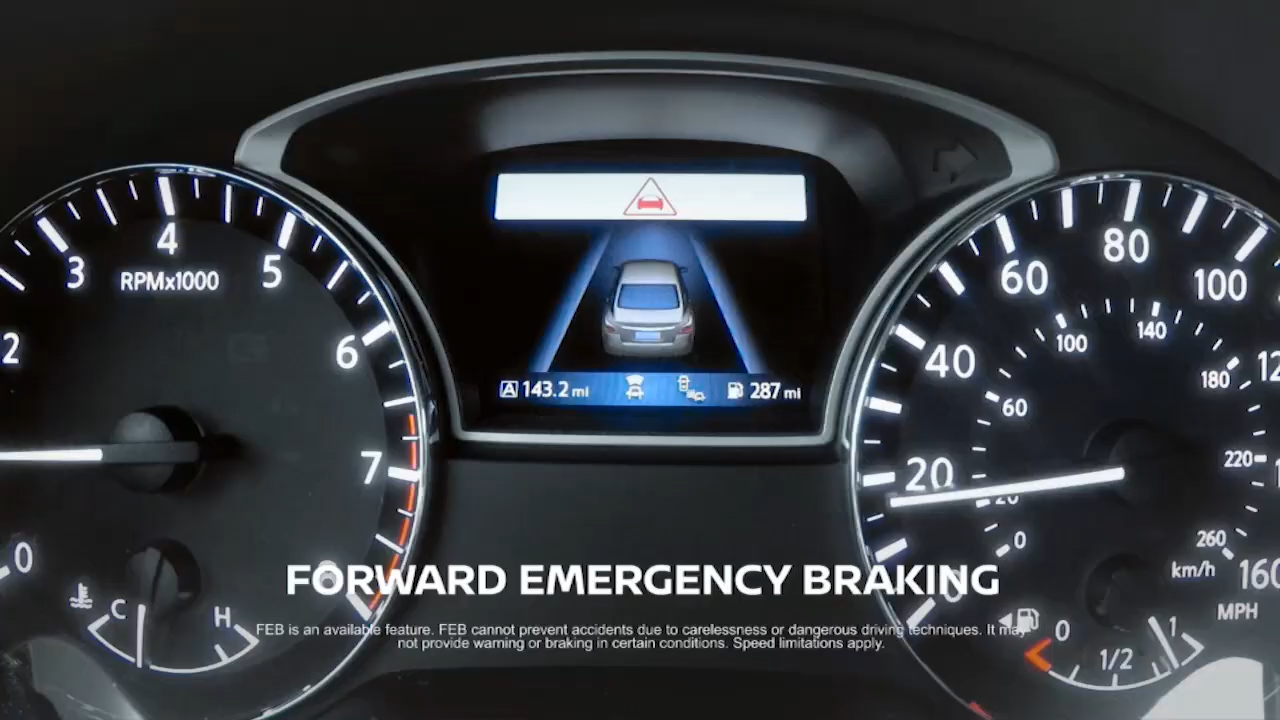 4
3
5
RPMx1000
2
6
7
0
C
H
A 143.2 mi
287 mi
80
60
100
40
20
0
100
140
180
60
220
20
0
260
km/h
160
MPH
0
1/2
1
FORWARD EMERGENCY BRAKING
FEB is an available feature. FEB cannot prevent accidents due to carelessness or dangerous driving techniques. It may
not provide warning or braking in certain conditions. Speed limitations apply.